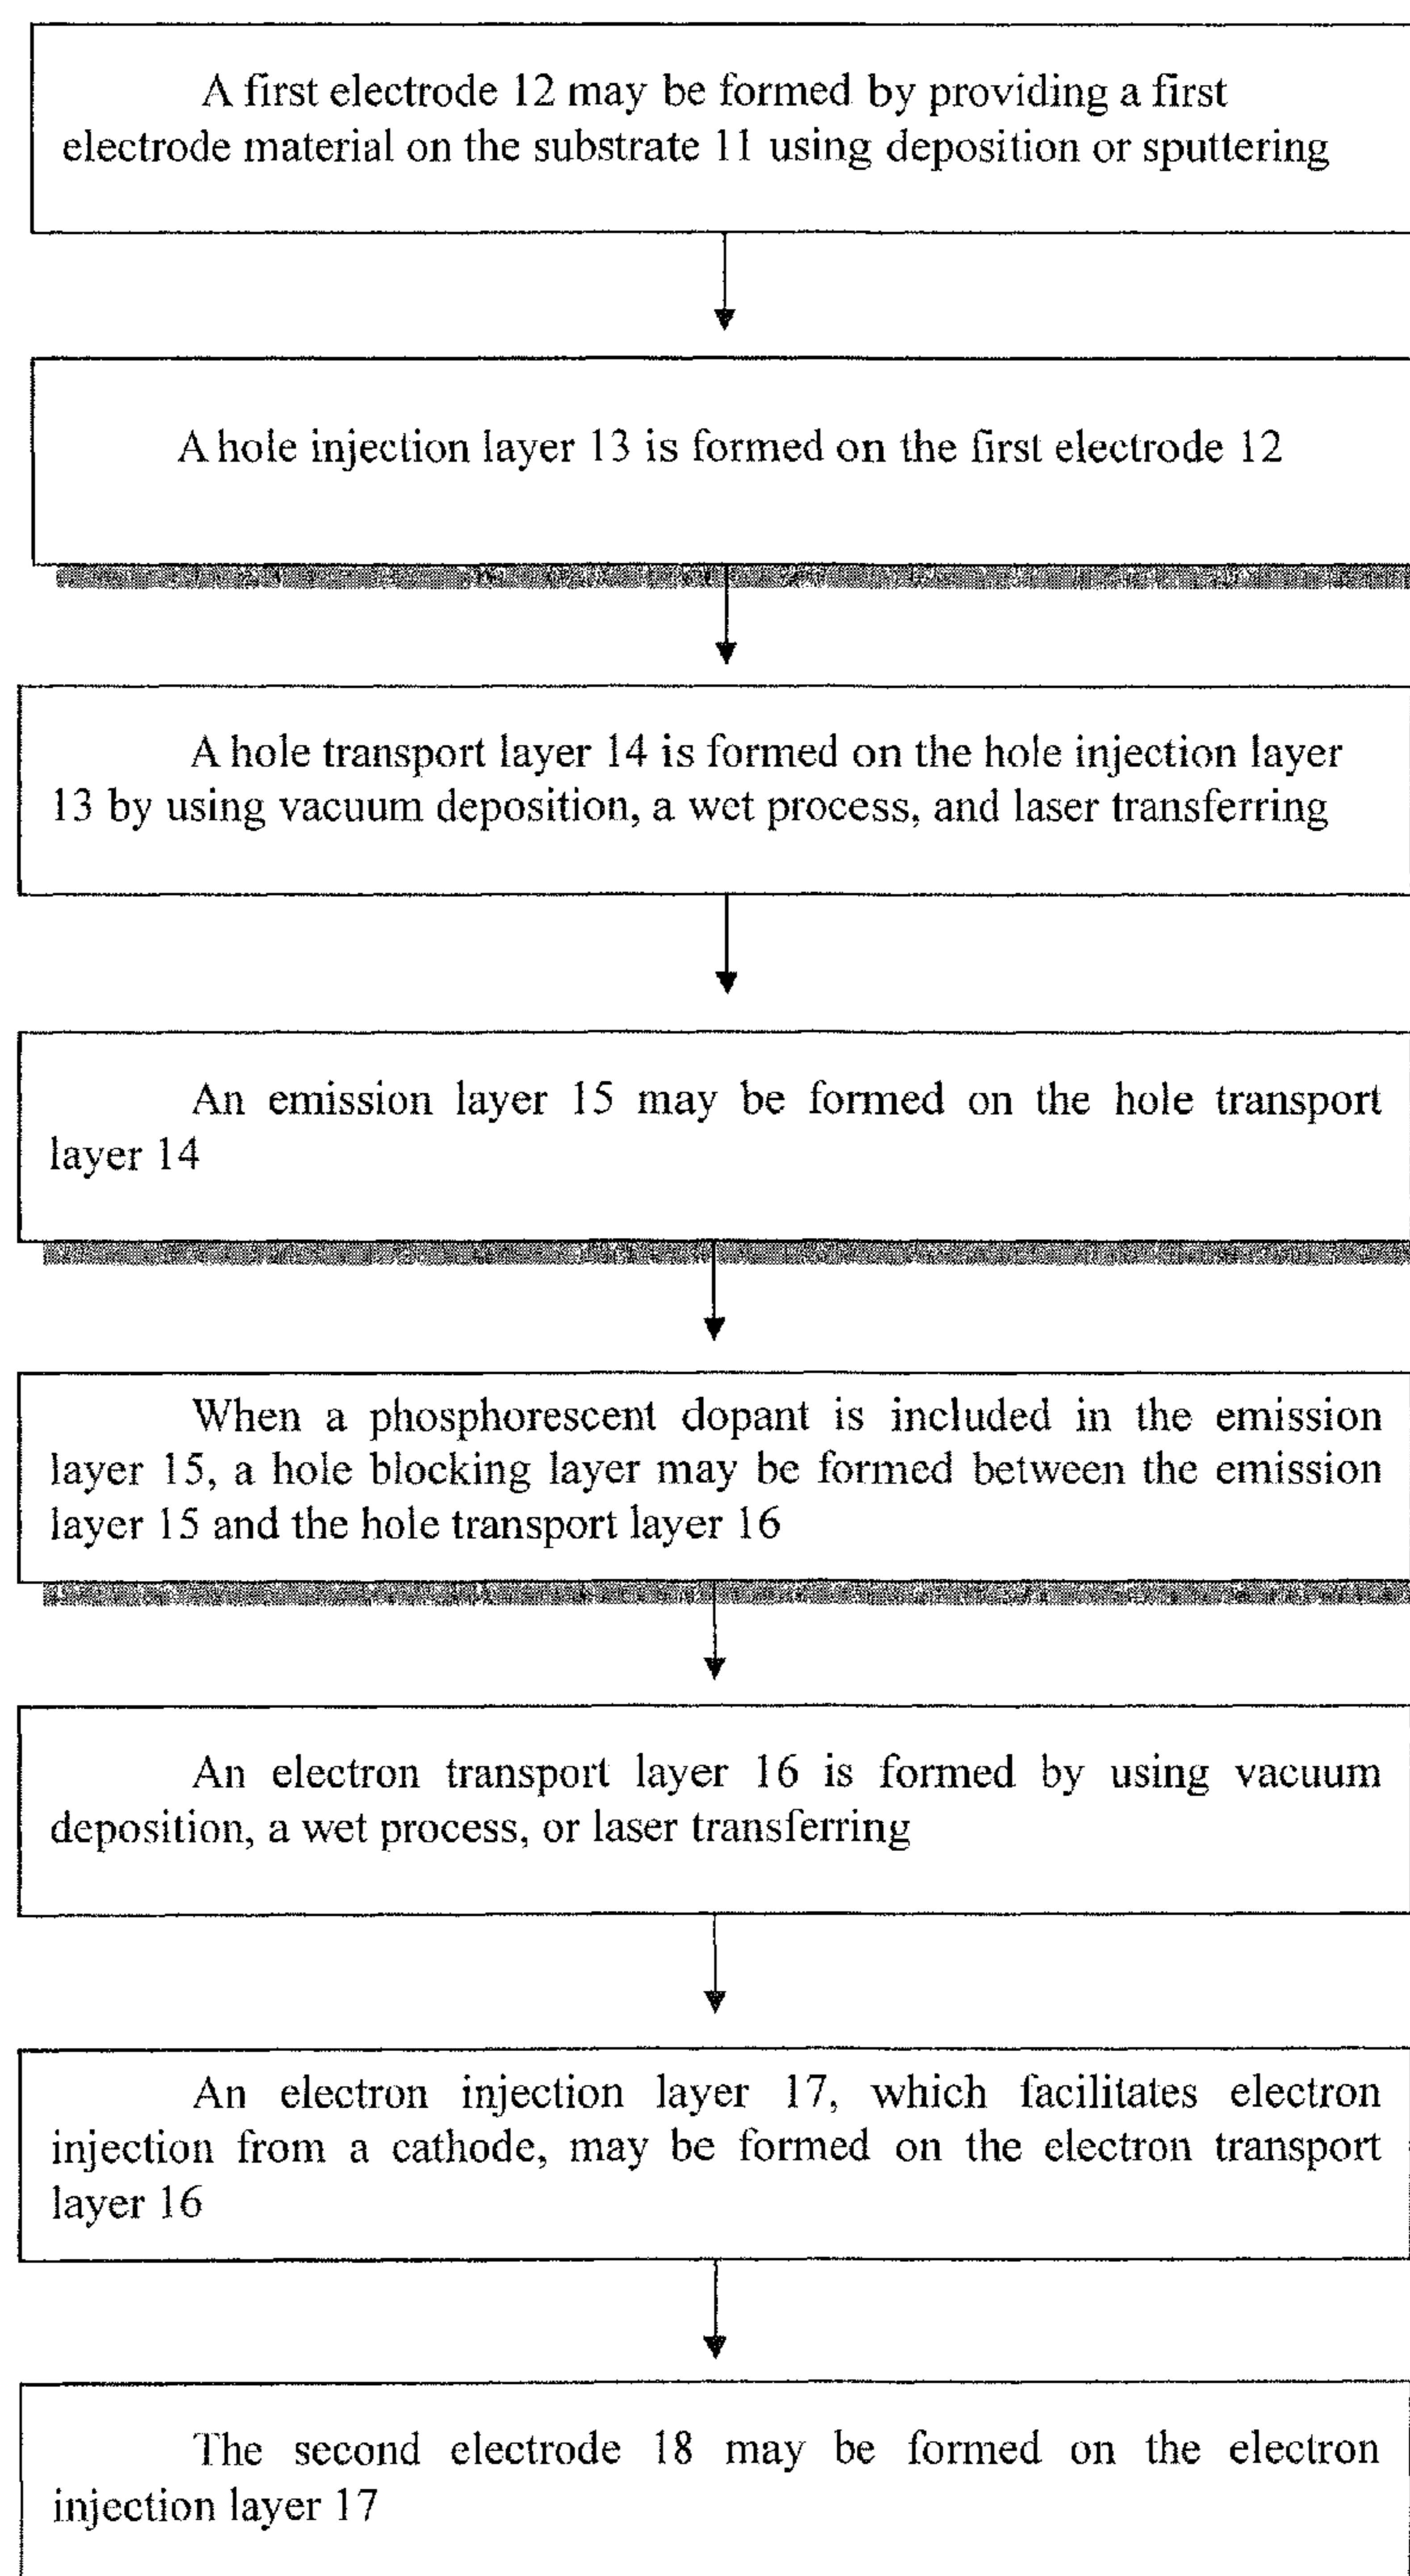 A first electrode 12 may be formed by providing a first
electrode material on the substrate 11 using deposition or sputtering
A hole injection layer 13 is formed on the first electrode 12
A hole transport layer 14 is formed on the hole injection layer
13 by using vacuum deposition, a wet process, and laser transferring
An emission layer 15 may be formed on the hole transport
layer 14
When a phosphorescent dopant is included in the emission
layer 15, a hole blocking layer may be formed between the emission
layer 15 and the hole transport layer 16
An electron transport layer 16 is formed by using vacuum
deposition, a wet process, or laser transferring
An electron injection layer 17, which facilitates electron
injection from a cathode, may be formed on the electron transport
layer 16
The second electrode 18 may be formed on the electron
injection layer 17